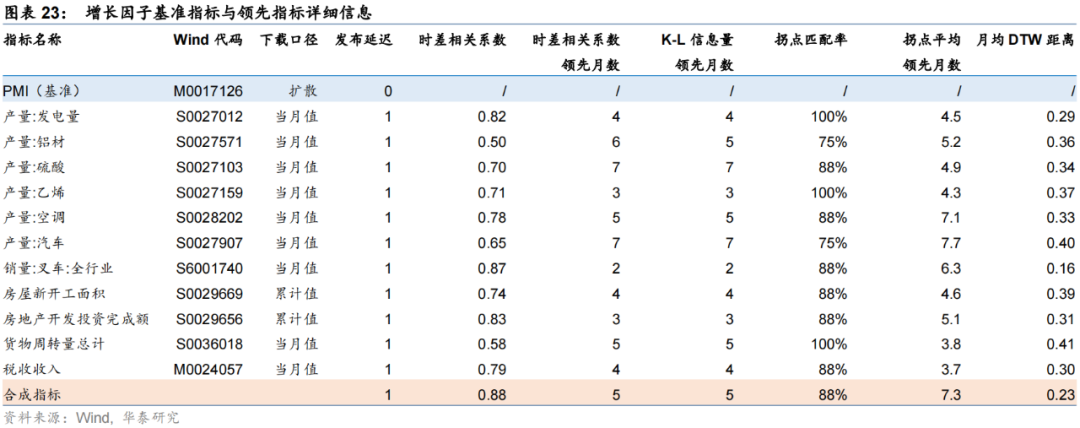 图表 23： 增长因子基准指标与领先指标详细信息
指标名称 Wind 代码 下载口径 发布延迟 时差相关系数 时差相关系数 K-L 信息量 拐点匹配率 拐点平均 月均 DTW 距离
领先月数 领先月数 领先月数
PMI（基准） M0017126 扩散 0 / / / / / /
产量:发电量 S0027012 当月值 1 0.82 4 4 100% 4.5 0.29
产量:铝材 S0027571 当月值 1 0.50 6 5 75% 5.2 0.36
产量:硫酸 S0027103 当月值 1 0.70 7 7 88% 4.9 0.34
产量:乙烯 S0027159 当月值 1 0.71 3 3 100% 4.3 0.37
产量:空调 S0028202 当月值 1 0.78 5 5 88% 7.1 0.33
产量:汽车 S0027907 当月值 1 0.65 7 7 75% 7.7 0.40
销量:叉车:全行业 S6001740 当月值 1 0.87 2 2 88% 6.3 0.16
房屋新开工面积 S0029669 累计值 1 0.74 4 4 88% 4.6 0.39
房地产开发投资完成额 S0029656 累计值 1 0.83 3 3 88% 5.1 0.31
货物周转量总计 S0036018 当月值 1 0.58 5 5 100% 3.8 0.41
税收收入 M0024057 当月值 1 0.79 4 4 88% 3.7 0.30
合成指标 1 0.88 5 5 88% 7.3 0.23
资料来源：Wind, 华泰研究